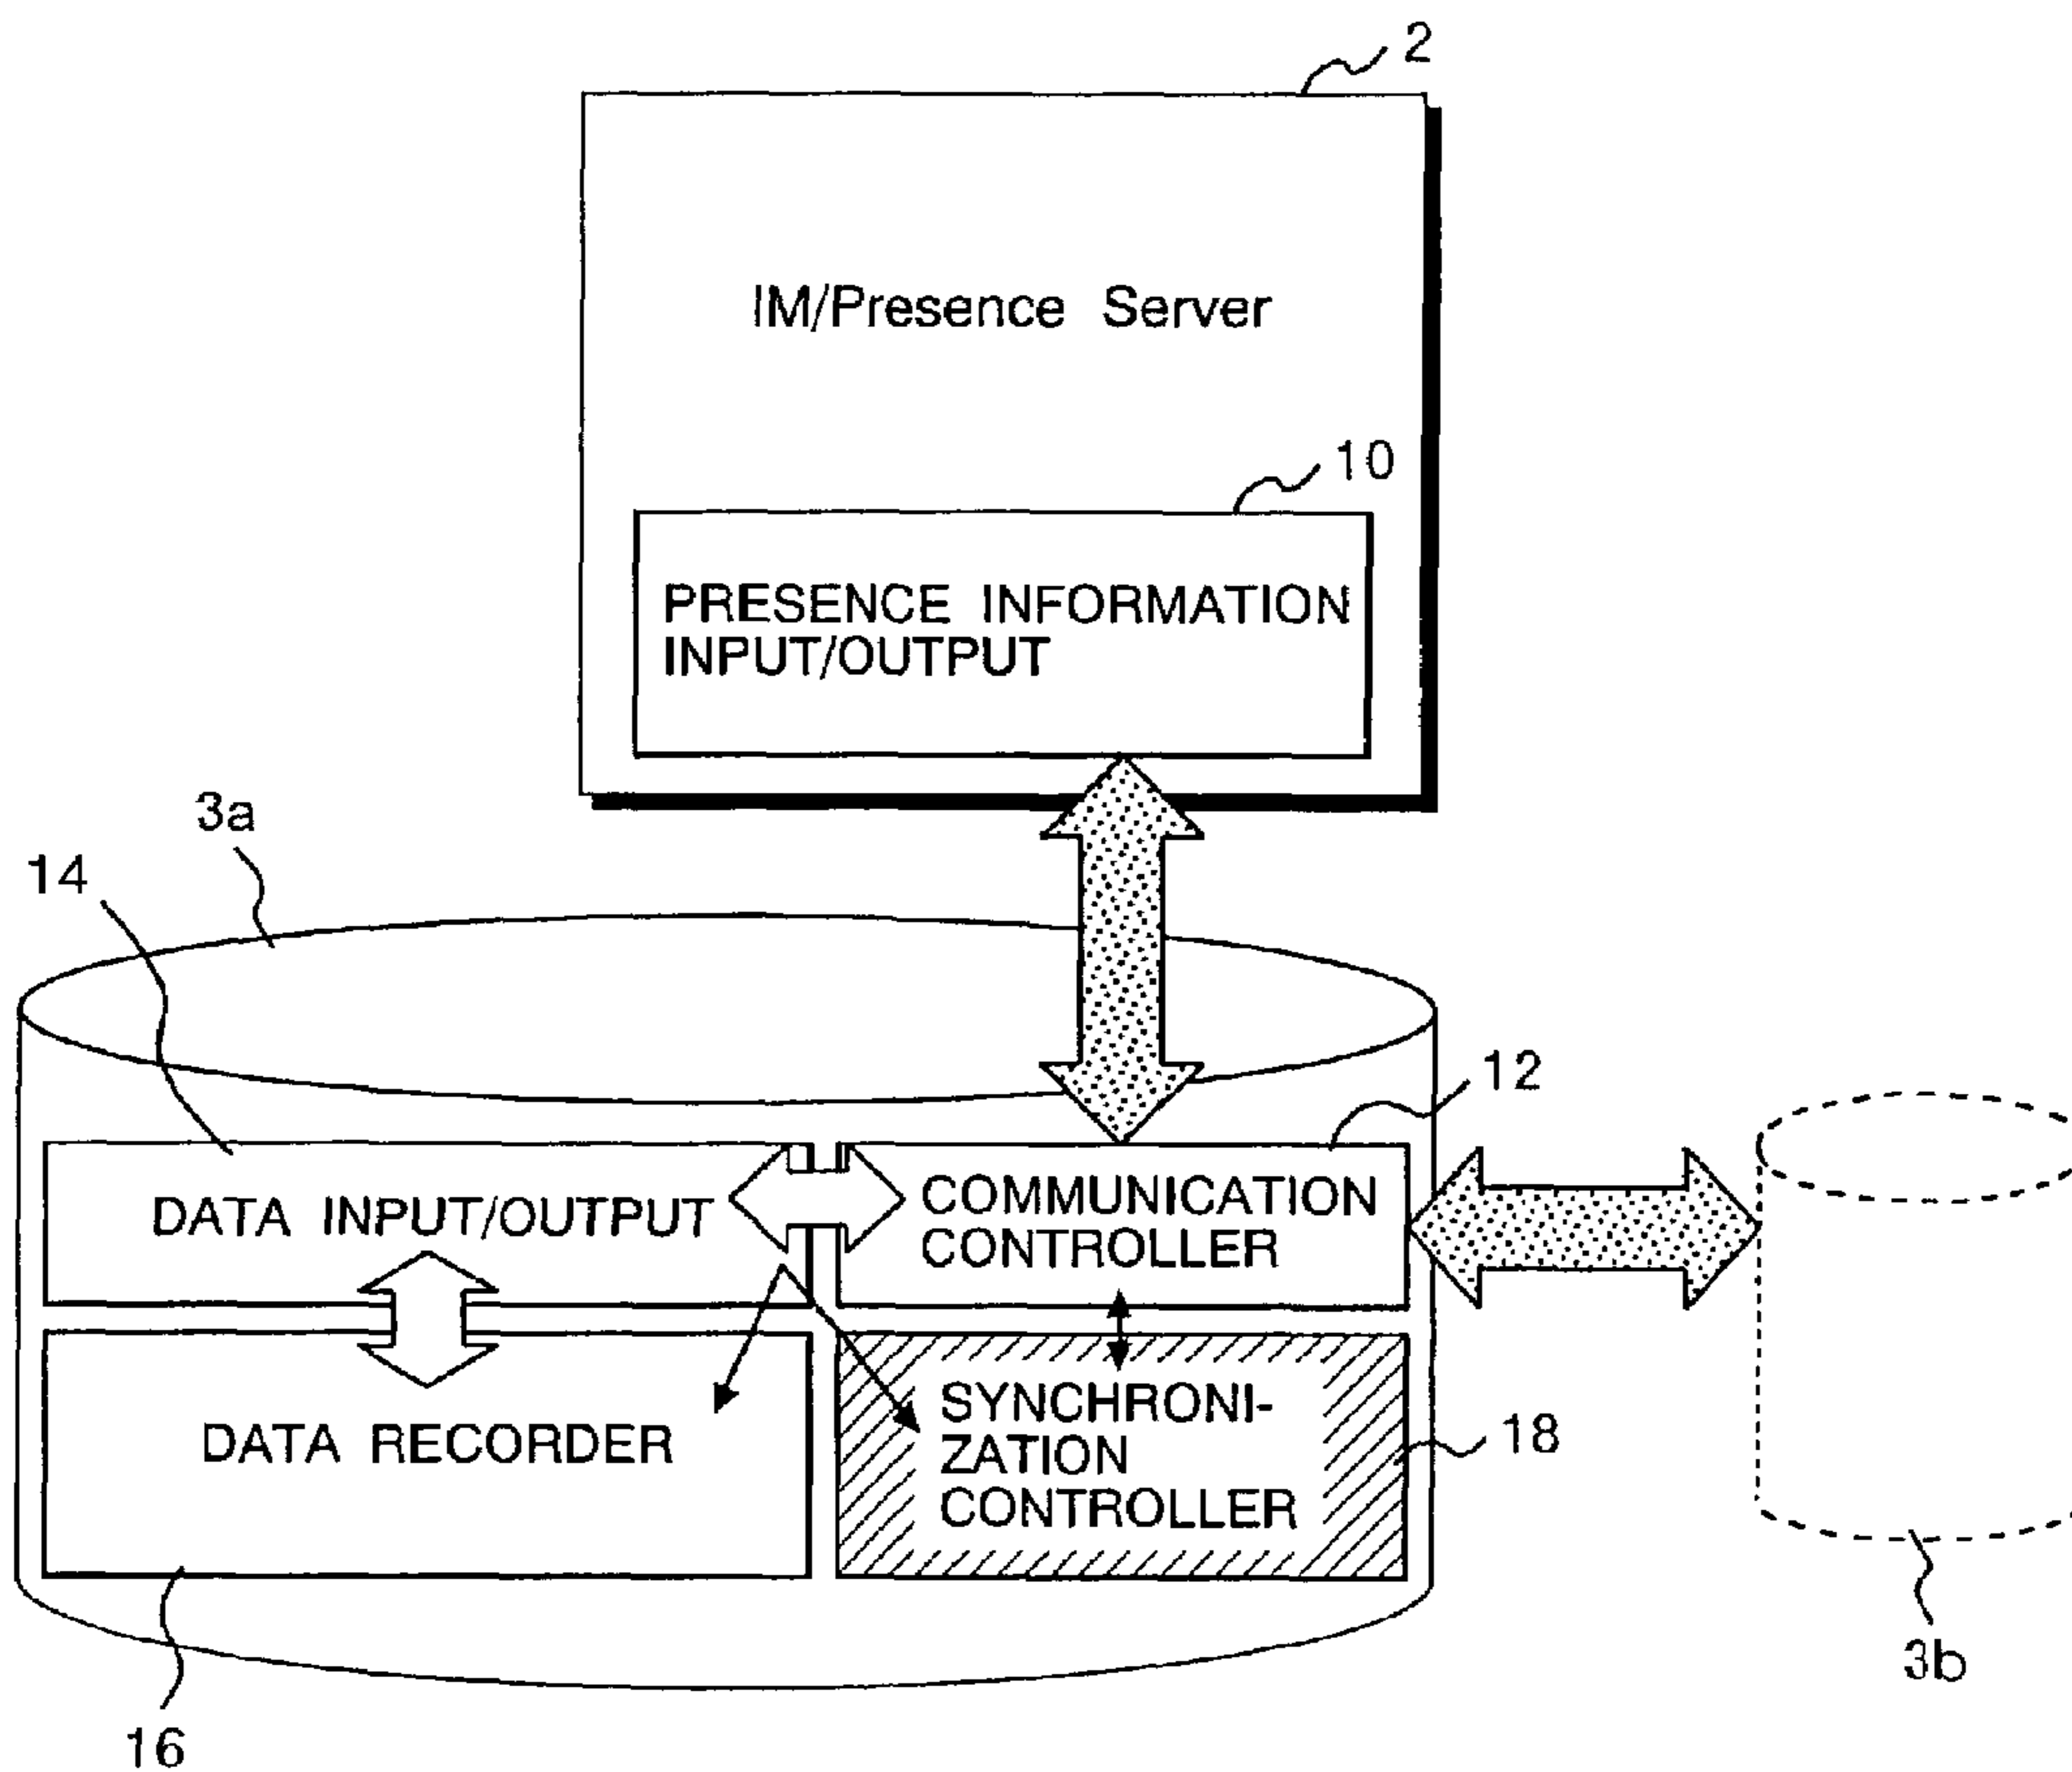 2
IM/Presence Server
10
PRESENCE INFORMATION
INPUT/OUTPUT
3a
14
12
DATA INPUT/OUTPUT
COMMUNICATION
CONTROLLER
DATA RECORDER
SYNCHRONI-
ZATION
CONTROLLER
18
3b
16